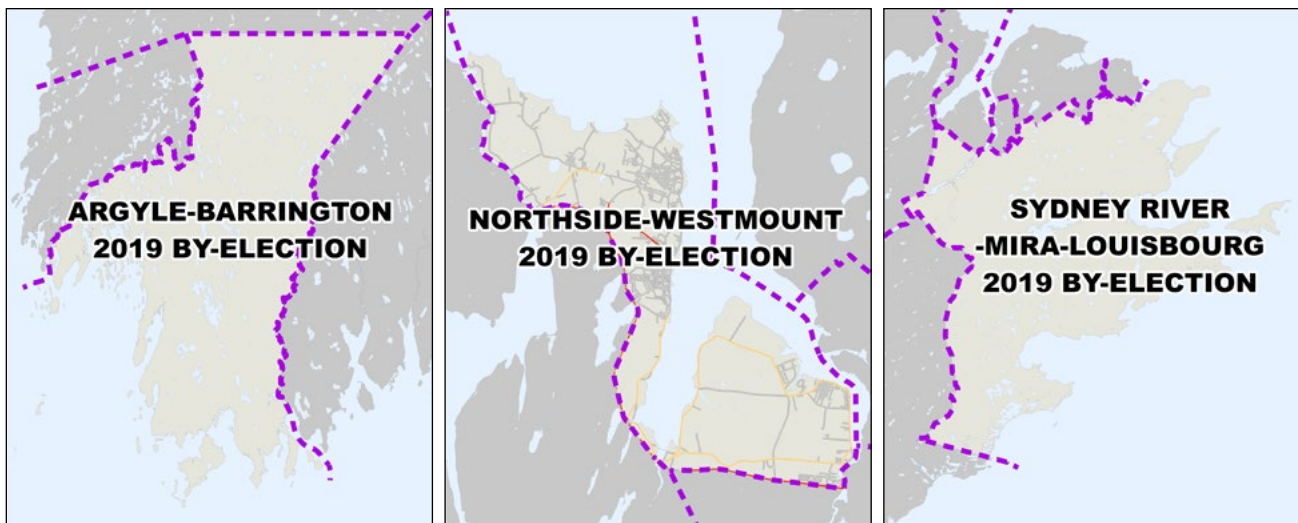 ARGYLE-BARRINGTON
2019 BY-ELECTION
NORTHSIDE-WESTMOUNT
2019 BY-ELECTION
SYDNEY RIVER
-MIRA-LOUISBOURG
2019 BY-ELECTION